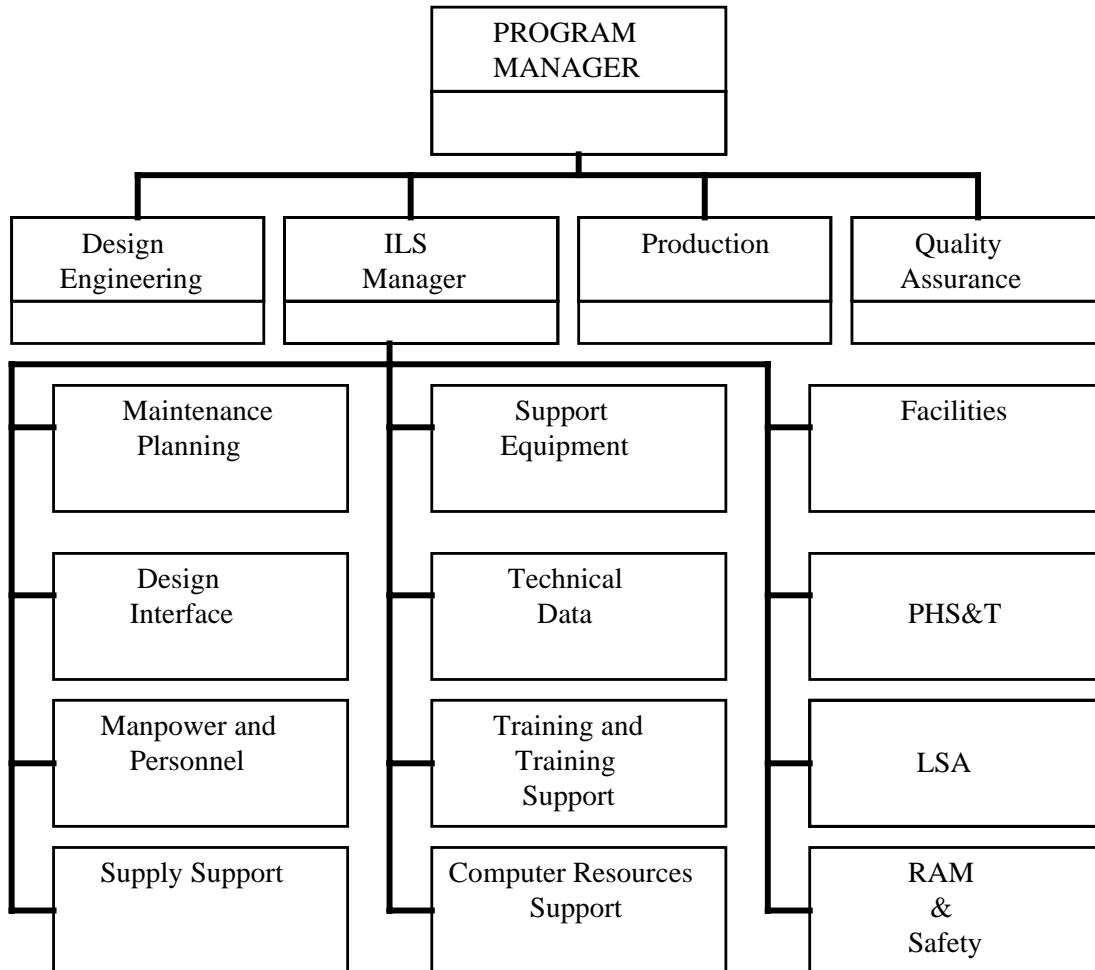 PROGRAM
MANAGER
Design
Engineering
ILS
Manager
Production
Quality
Assurance
Maintenance
Planning
Support
Equipment
Facilities
Design
Interface
Technical
Data
PHS&T
Manpower and
Personnel
Training and
Training
Support
LSA
Supply Support
Computer Resources
Support
RAM
&
Safety